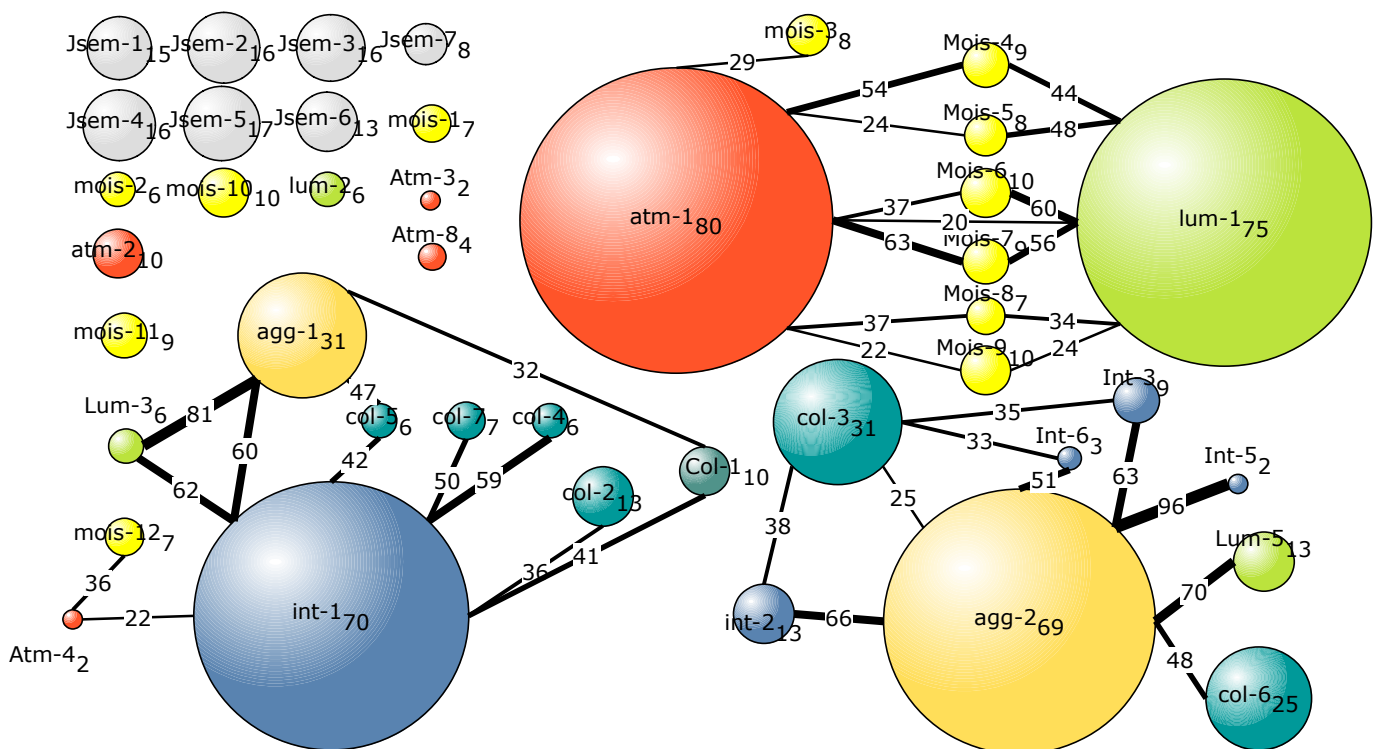 Jsem-1 15
Jsem-2 16
Jsem-3 16
Jsem-7 8
mois-3 8
Mois-4 9
29
54
44
Jsem-4 16
Jsem-5 17
Jsem-6 13
mois-1 7
24
Mois-5 8
48
mois-2 6
mois-10 10
lum-2 6
Atm-3 2
Mois-6 10
37
60
atm-1 80
20
lum-1 75
atm-2 10
Atm-8 4
63
Mois-7 9
56
Mois-8 7
37
34
mois-11 9
agg-1 31
22
Mois-9 10
24
32
47
Int-3 9
Lum-3 6
81
col-5 6
col-7 7
col-4 6
col-3 31
35
33
Int-6 3
60
42
50
59
Col-1 10
51
63
Int-5 2
62
col-2 13
25
96
mois-12 7
38
Lum-5 13
36
36
41
70
22
int-1 70
int-2 13
66
agg-2 69
Atm-4 2
48
col-6 25